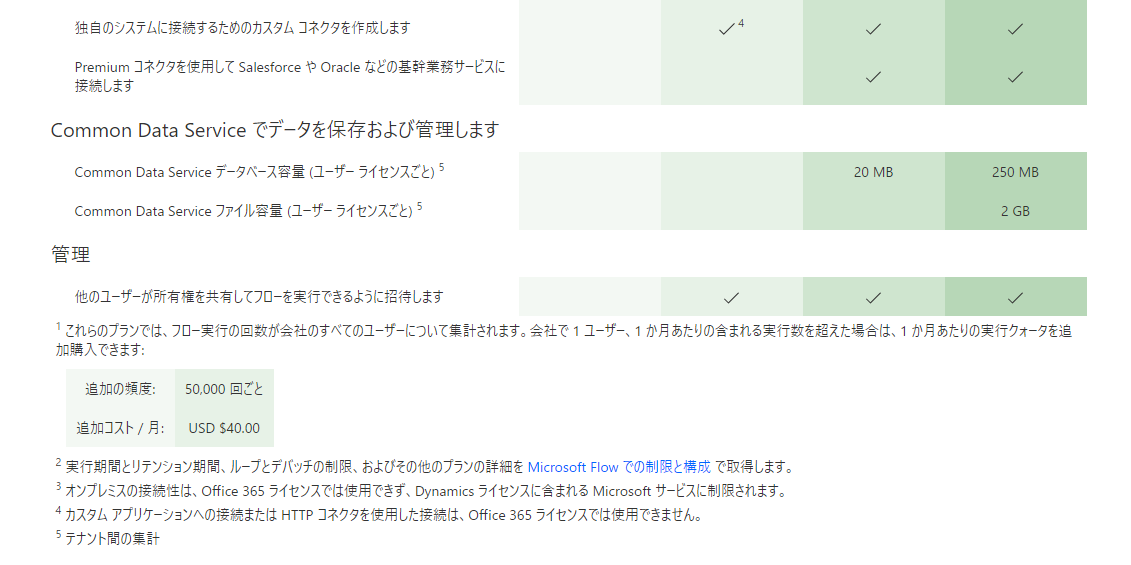 独自のシステムに接続するためのカスタム コネクタを作成します ✓4 ✓ ✓
Premium コネクタを使用して Salesforce や Oracle などの基幹業務サービスに
接続します ✓ ✓
Common Data Service でデータを保存および管理します
Common Data Service データベース容量 (ユーザー ライセンスごと) 5 20 MB 250 MB
Common Data Service ファイル容量 (ユーザー ライセンスごと) 5 2 GB
管理
他のユーザーが所有権を共有してフローを実行できるように招待します ✓ ✓ ✓
1 これらのプランでは、フロー実行の回数が会社のすべてのユーザーについて集計されます。会社で 1 ユーザー、1 か月あたりの含まれる実行数を超えた場合は、1 か月あたりの実行クォータを追
加購入できます:
追加の頻度: 50,000 回ごと
追加コスト / 月: USD $40.00
2 実行期間とリテンション期間、ループとデバッチの制限、およびその他のプランの詳細を Microsoft Flow での制限と構成 で取得します。
3 オンプレミスの接続性は、Office 365 ライセンスでは使用できず、Dynamics ライセンスに含まれる Microsoft サービスに制限されます。
4 カスタム アプリケーションへの接続または HTTP コネクタを使用した接続は、Office 365 ライセンスでは使用できません。
5 テナント間の集計